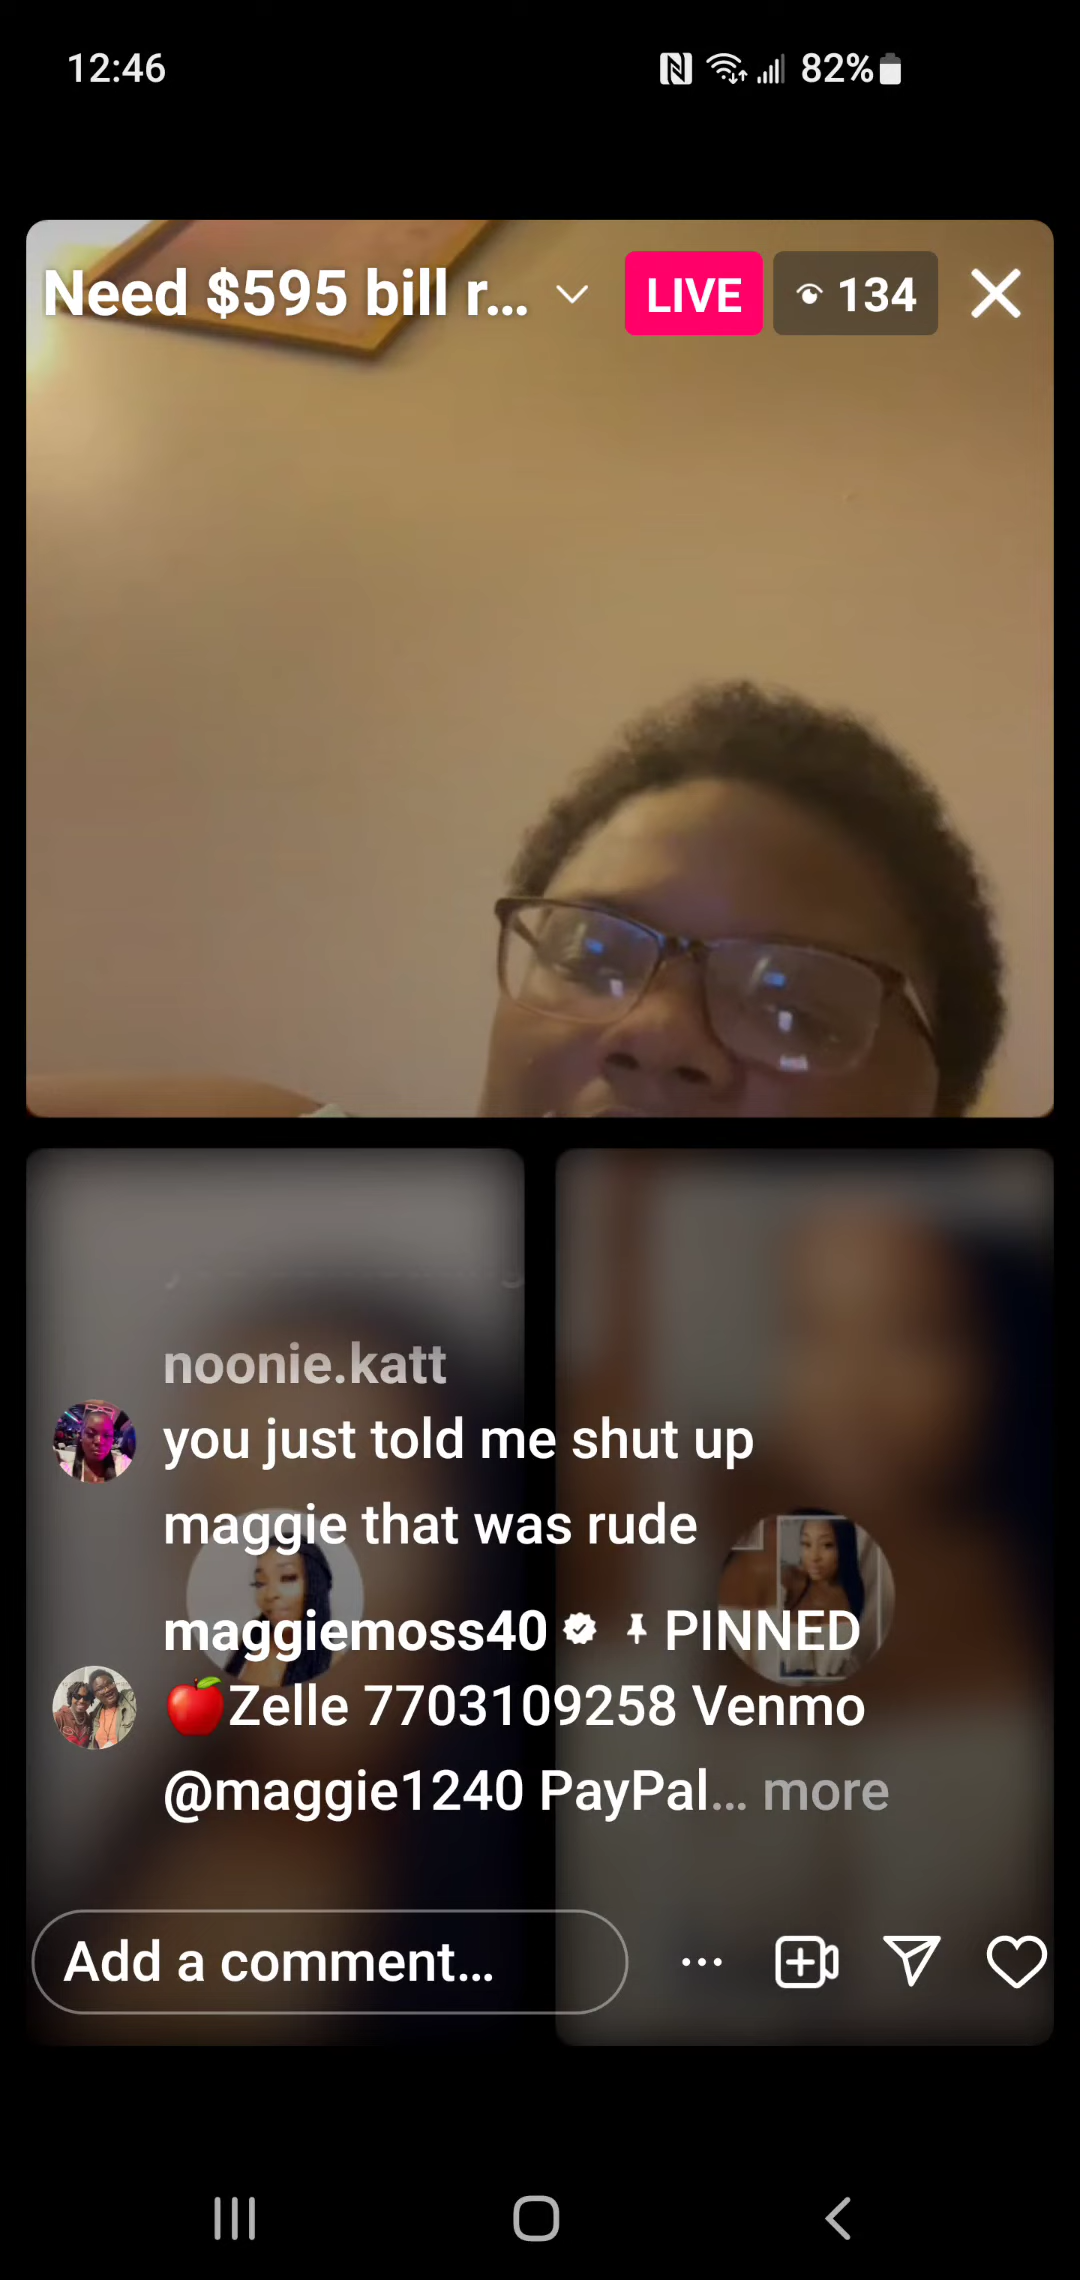 12:46
82%
Need $595 bill r...
LIVE
134
noonie.katt
you just told me shut up
maggie that was rude
maggiemoss40 PINNED
🍎Zelle 7703109258 Venmo
@maggie1240 PayPal... more
Add a comment...